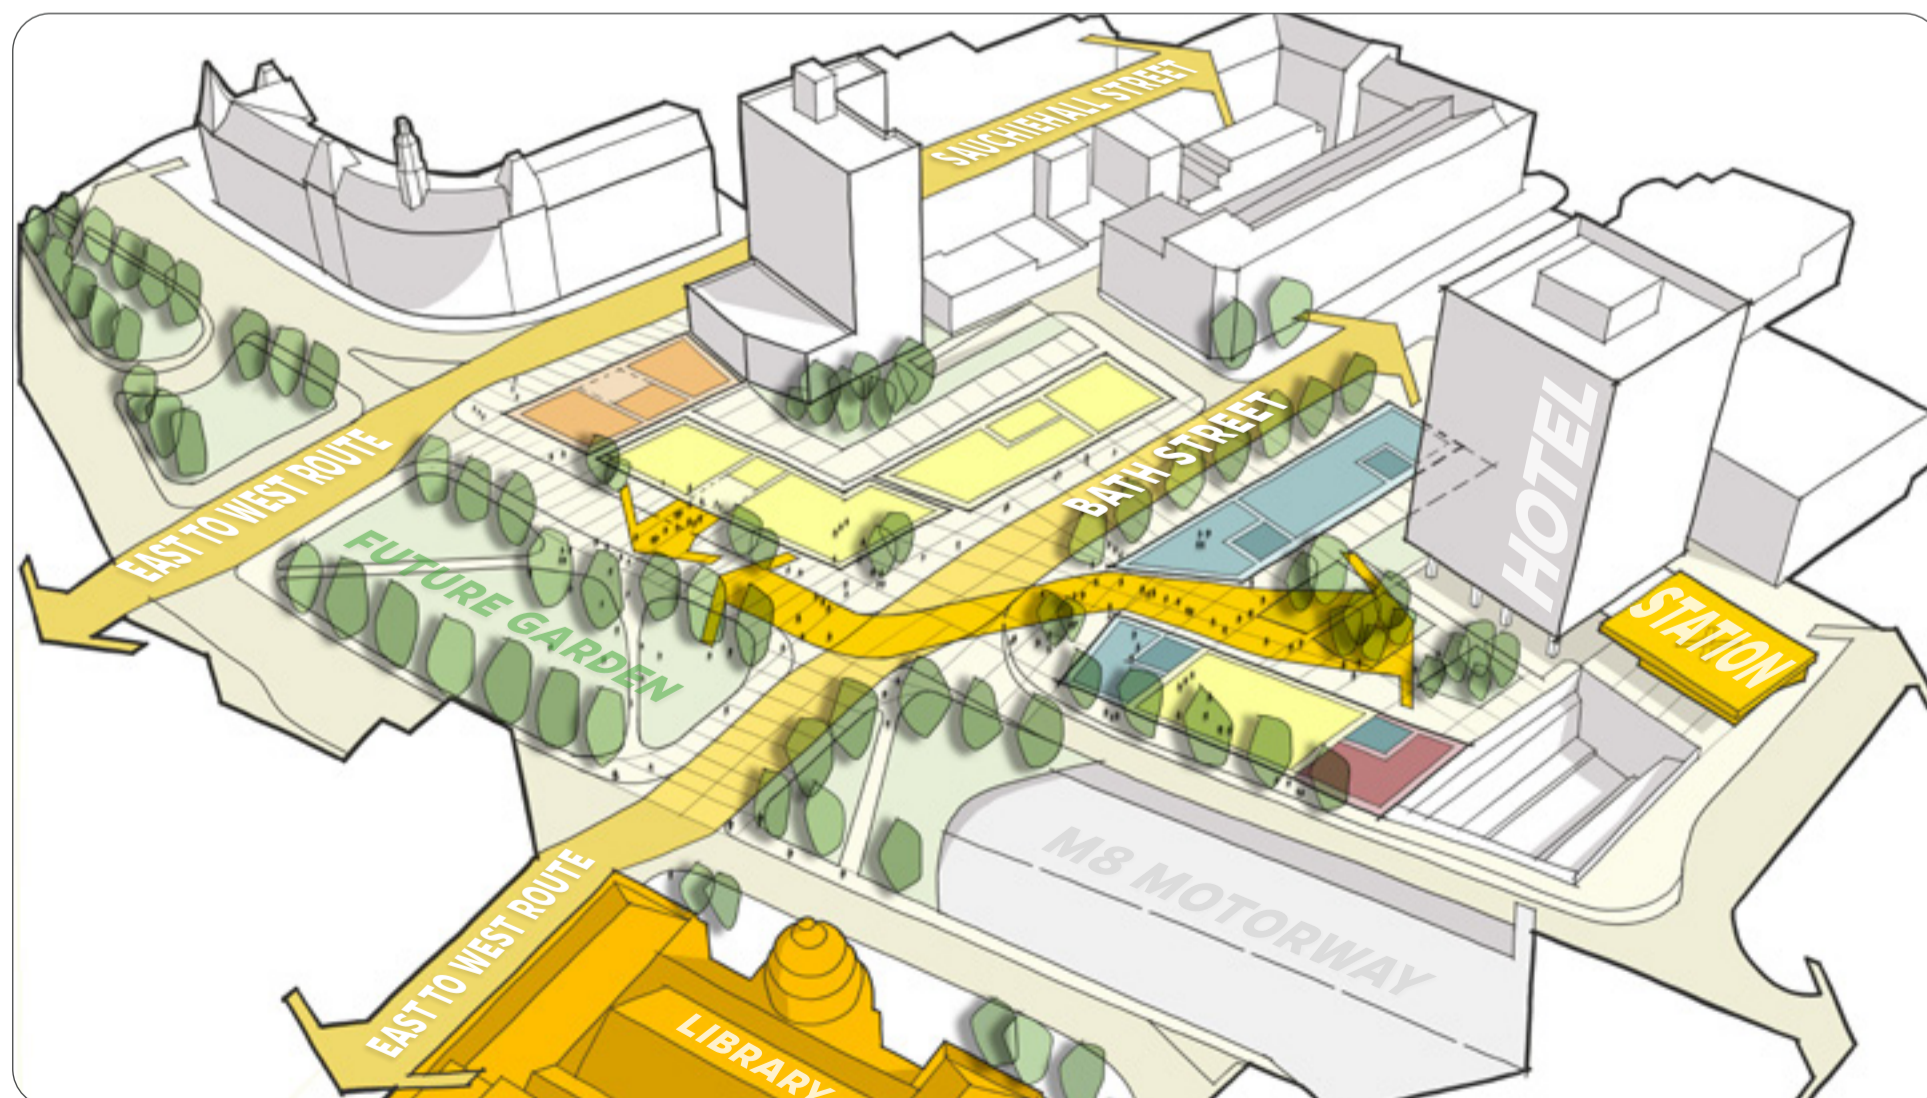 SAUCHIEHALL STREET
BATH STREET
HOTEL
EAST TO WEST ROUTE
FUTURE GARDEN
STATION
M8 MOTORWAY
EAST TO WEST ROUTE
LIBRARY